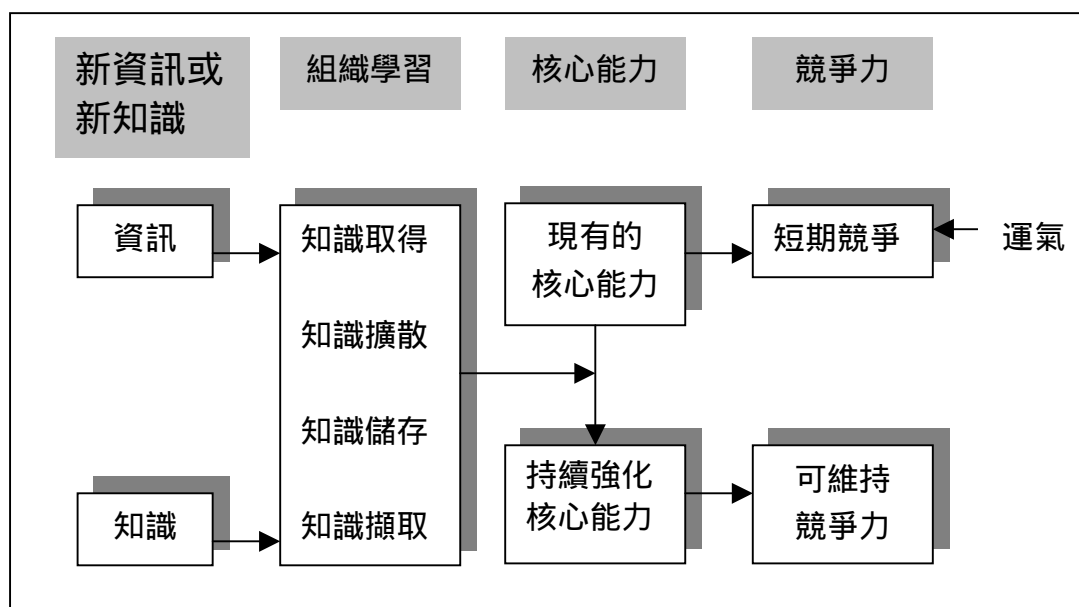 新資訊或
新知識
組織學習
核心能力
競爭力
資訊
知識
知識取得
知識擴散
知識儲存
知識擷取
現有的
核心能力
持續強化
核心能力
短期競爭
運氣
可維持
競爭力